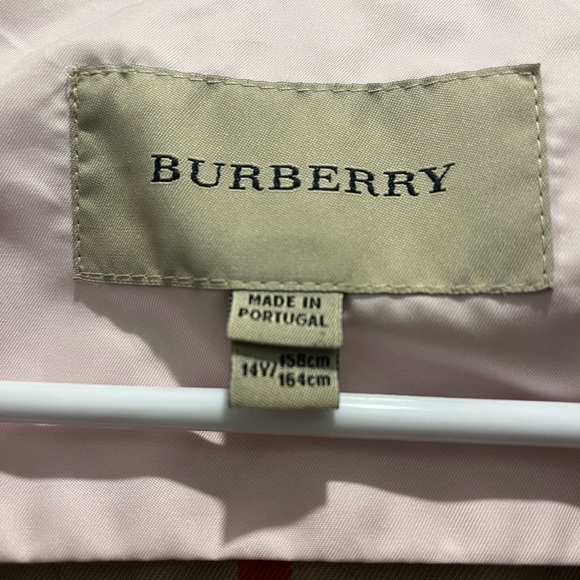 BURBERRY
MADE IN
PORTUGAL
14Y/158cm
164cm